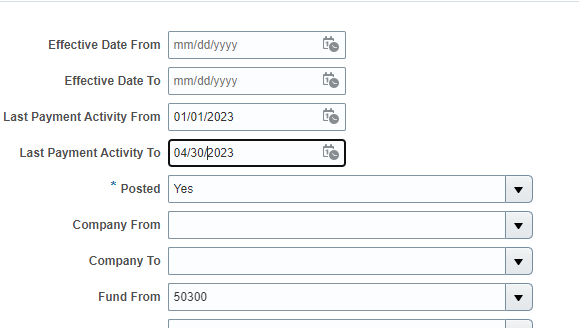 Effective Date From mm/dd/yyyy
Effective Date To mm/dd/yyyy
Last Payment Activity From 01/01/2023
Last Payment Activity To 04/30/2023
* Posted Yes
Company From
Company To
Fund From 50300